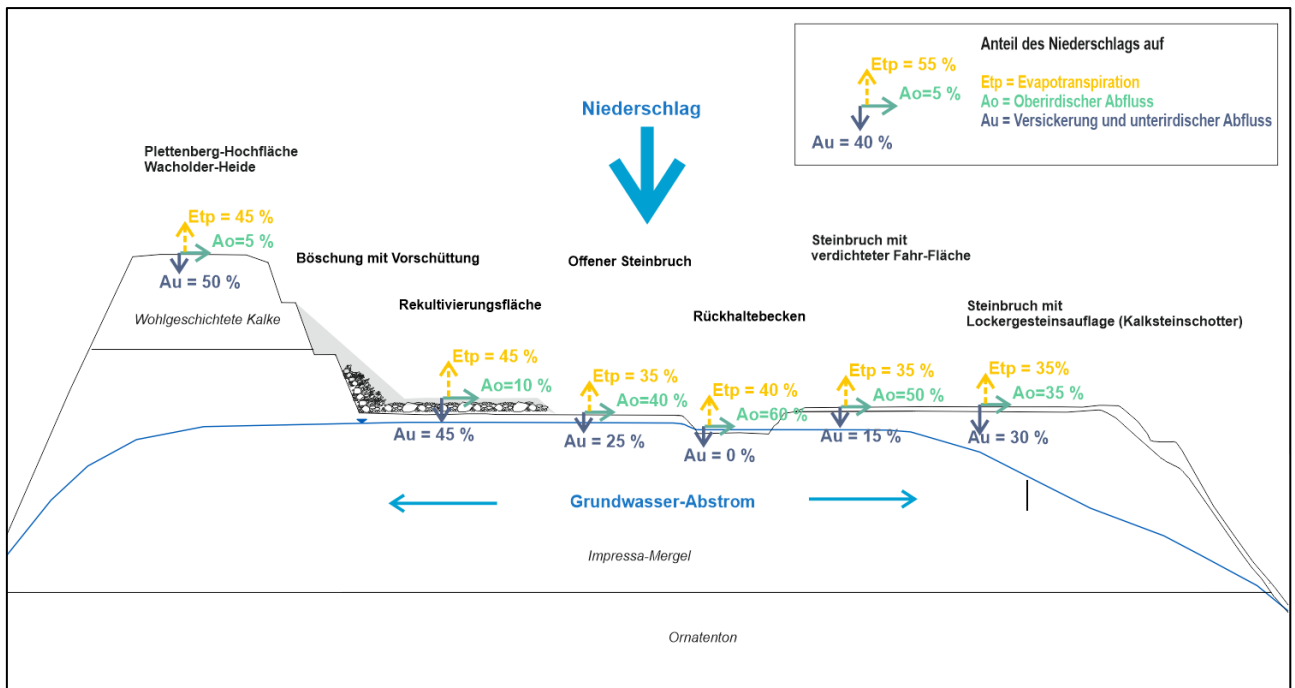 Etp = 55 %
Ao=5 %
Au = 40 %
Anteil des Niederschlags auf
Etp = Evapotranspiration
Ao = Oberirdischer Abfluss
Au = Versickerung und unterirdischer Abfluss
Niederschlag
Plettenberg-Hochfläche
Wacholder-Heide
Etp = 45 %
Ao=5 %
Au = 50 %
Wohlgeschichtete Kalke
Böschung mit Vorschüttung
Rekultivierungsfläche
Etp = 45 %
Ao=10 %
Au = 45 %
Offener Steinbruch
Etp = 35 %
Ao=40 %
Au = 25 %
Rückhaltebecken
Etp = 40 %
Ao=60 %
Au = 0 %
Steinbruch mit
verdichteter Fahr-Fläche
Etp = 35 %
Ao=50 %
Au = 15 %
Steinbruch mit
Lockergesteinsauflage (Kalksteinschotter)
Etp = 35%
Ao=35 %
Au = 30 %
Grundwasser-Abstrom
Impressa-Mergel
Ornatenton